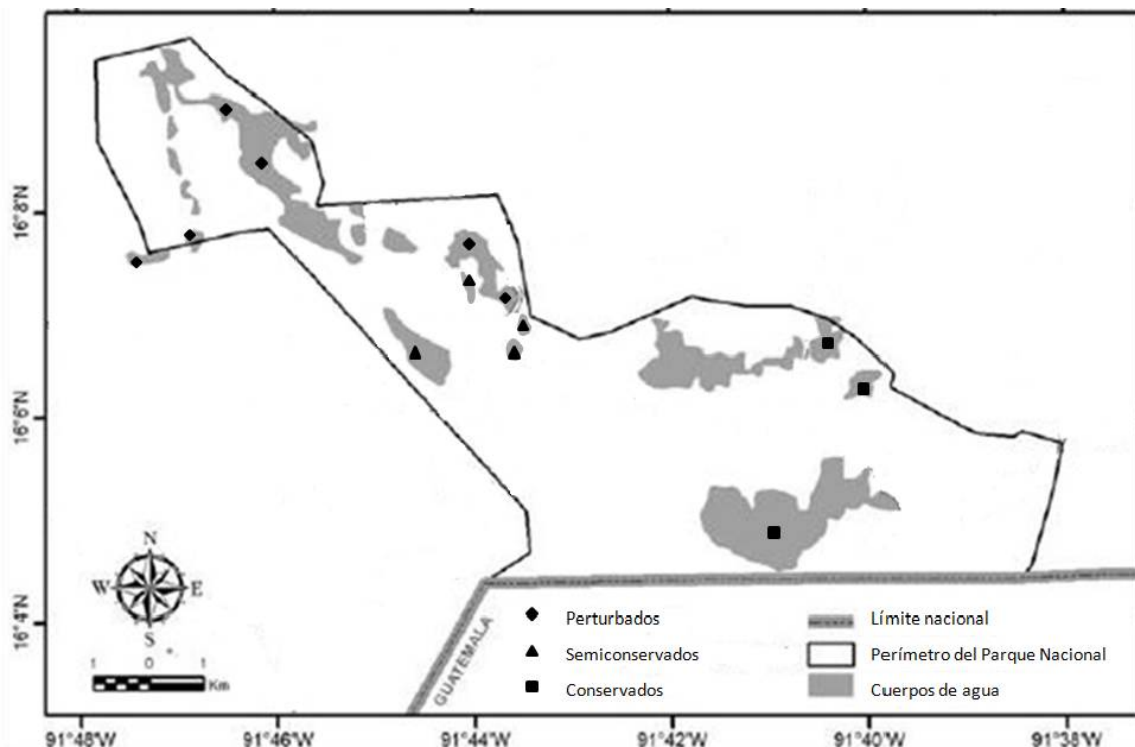 16°8'N
16°6'N
16°4'N
N
W E
S
1 0 1
Km
GUATEMALA
Perturbados
Semiconservados
Conservados
Límite nacional
Perímetro del Parque Nacional
Cuerpos de agua
91°48'W 91°46'W 91°44'W 91°42'W 91°40'W 91°38'W